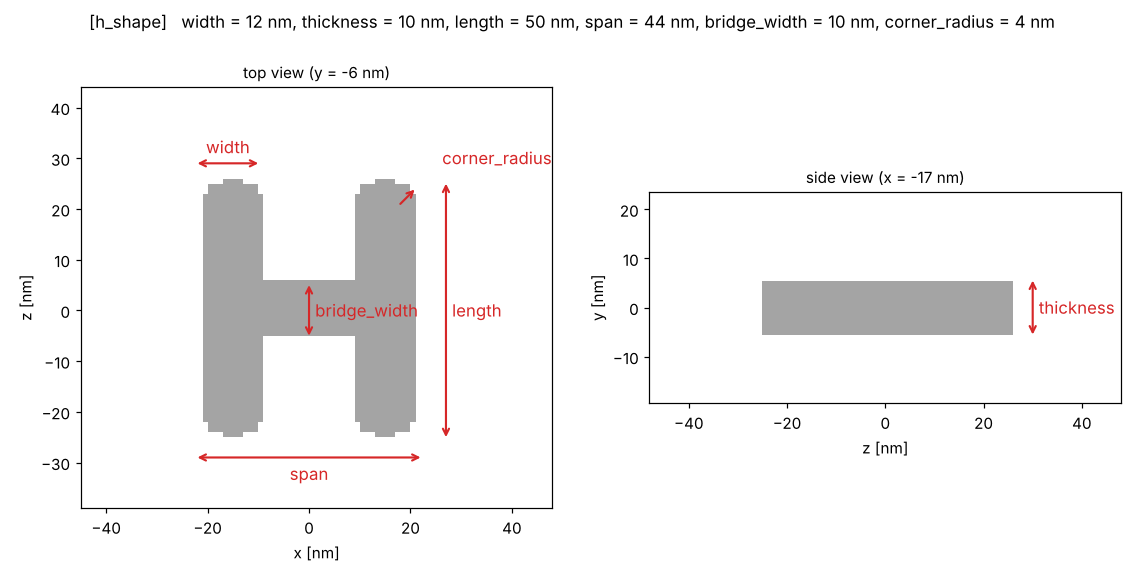 [h_shape]   width = 12 nm, thickness = 10 nm, length = 50 nm, span = 44 nm, bridge_width = 10 nm, corner_radius = 4 nm
top view (y = -6 nm)
width
corner_radius
bridge_width
length
span
40
30
20
10
0
−10
−20
−30
z [nm]
−40
−20
0
20
40
x [nm]
side view (x = -17 nm)
thickness
20
10
0
−10
y [nm]
−40
−20
0
20
40
z [nm]